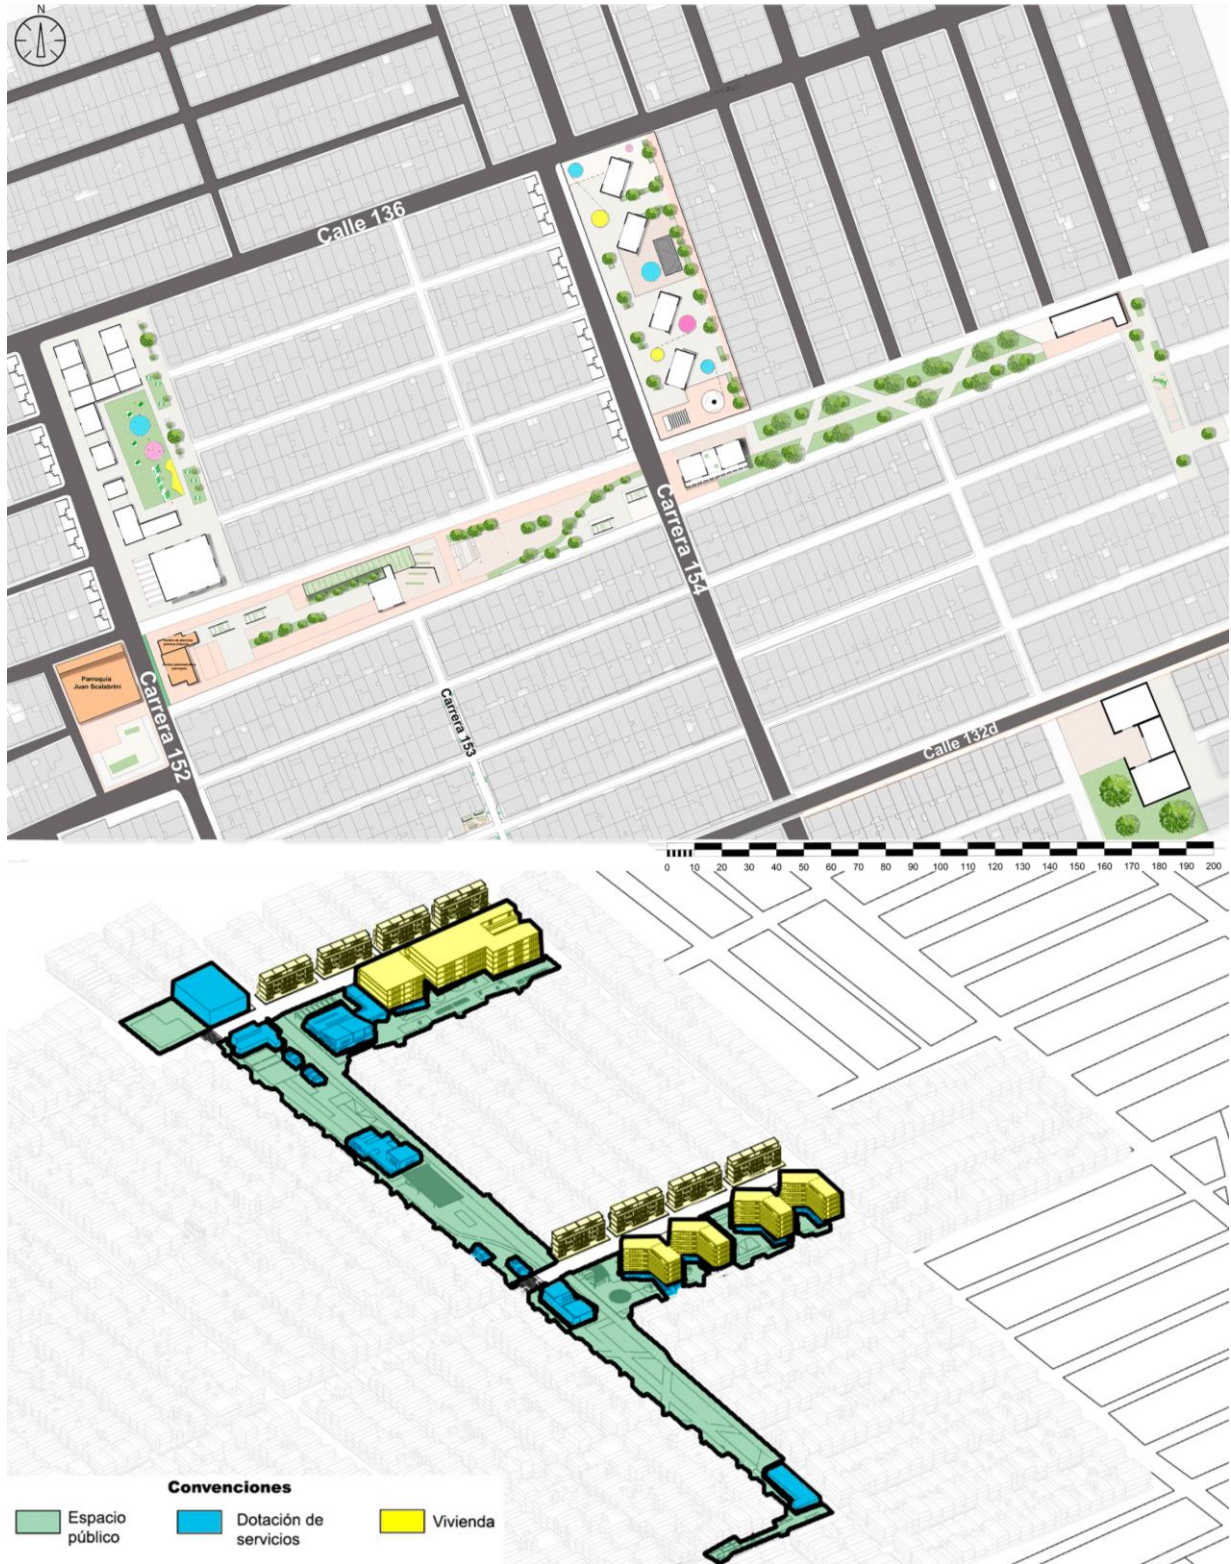 N
Calle 136
Carrera 154
Parroquia
Juan Scalabrini
Carrera 152
Carrera 153
Calle 132d
0 10 20 30 40 50 60 70 80 90 100 110 120 130 140 150 160 170 180 190 200
Convenciones
Espacio
público
Dotación de
servicios
Vivienda